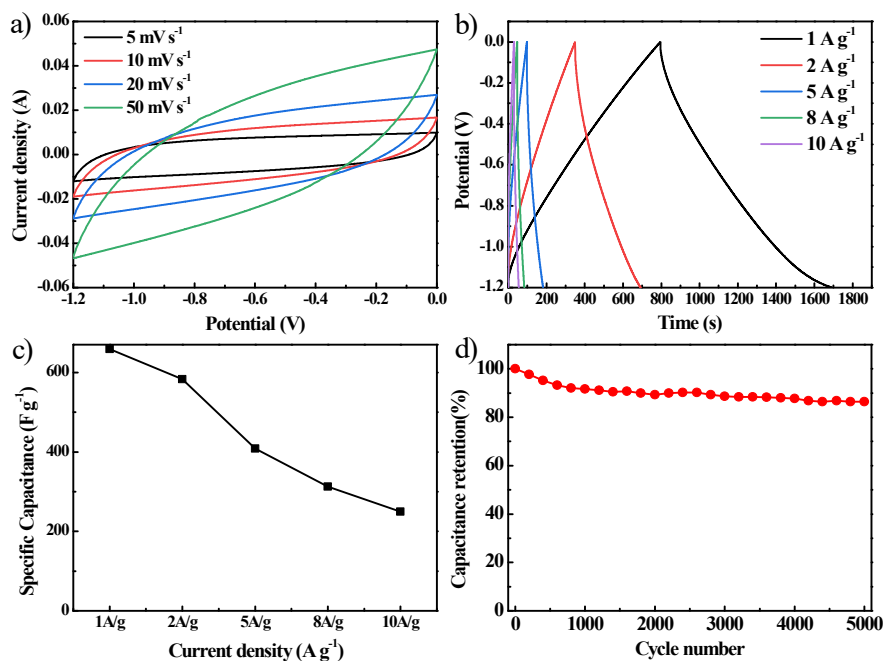 a)
5 mV s⁻¹
10 mV s⁻¹
20 mV s⁻¹
50 mV s⁻¹
0.06
0.04
0.02
0.00
-0.02
-0.04
0.06
Current density (A)
-1.2 -1.0 -0.8 -0.6 -0.4 -0.2 0.0
Potential (V)
b)
1 A g⁻¹
2 A g⁻¹
5 A g⁻¹
8 A g⁻¹
10 A g⁻¹
0.0
-0.2
-0.4
-0.6
-0.8
-1.0
-1.2
Potential (V)
0 200 400 600 800 1000 1200 1400 1600 1800
Time (s)
c)
600
400
200
0
Specific Capacitance (F g⁻¹)
1A/g 2A/g 5A/g 8A/g 10A/g
Current density (A g⁻¹)
d)
100
80
60
40
20
0
Capacitance retention(%)
0 1000 2000 3000 4000 5000
Cycle number